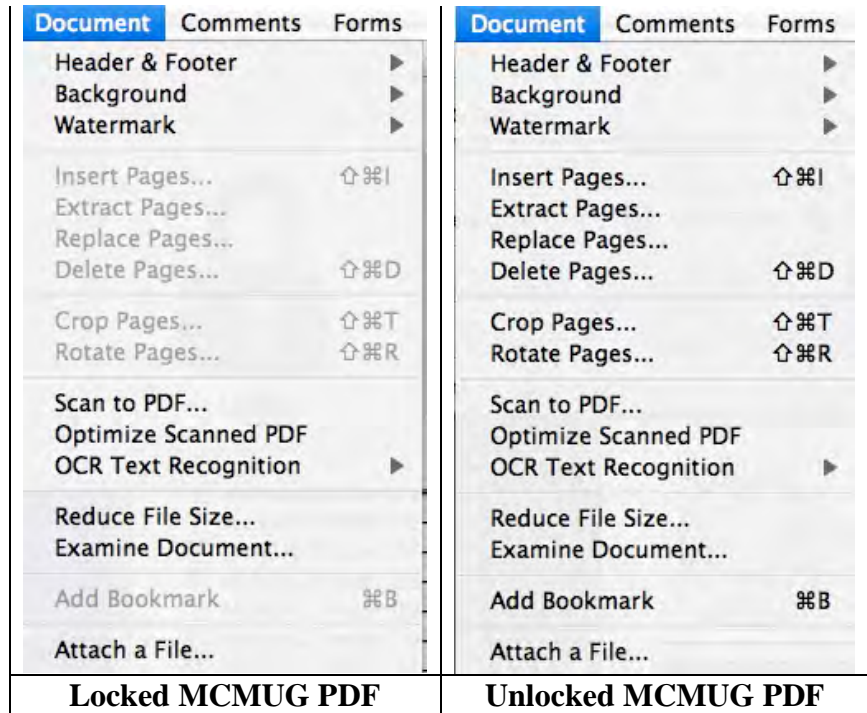 Document Comments Forms
Header & Footer ▶
Background ▶
Watermark ▶
Insert Pages... ⇧⌘I
Extract Pages...
Replace Pages...
Delete Pages... ⇧⌘D
Crop Pages... ⇧⌘T
Rotate Pages... ⇧⌘R
Scan to PDF...
Optimize Scanned PDF
OCR Text Recognition ▶
Reduce File Size...
Examine Document...
Add Bookmark ⌘B
Attach a File...
Locked MCMUG PDF
Document Comments Forms
Header & Footer ▶
Background ▶
Watermark ▶
Insert Pages... ⇧⌘I
Extract Pages...
Replace Pages...
Delete Pages... ⇧⌘D
Crop Pages... ⇧⌘T
Rotate Pages... ⇧⌘R
Scan to PDF...
Optimize Scanned PDF
OCR Text Recognition ▶
Reduce File Size...
Examine Document...
Add Bookmark ⌘B
Attach a File...
Unlocked MCMUG PDF